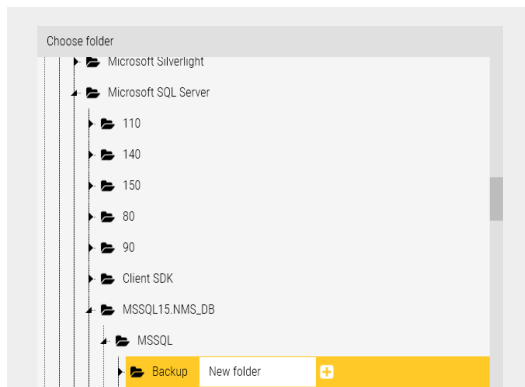 Choose folder
Microsoft Silverlight
Microsoft SQL Server
110
140
150
80
90
Client SDK
MSSQL15.NMS_DB
MSSQL
Backup New folder